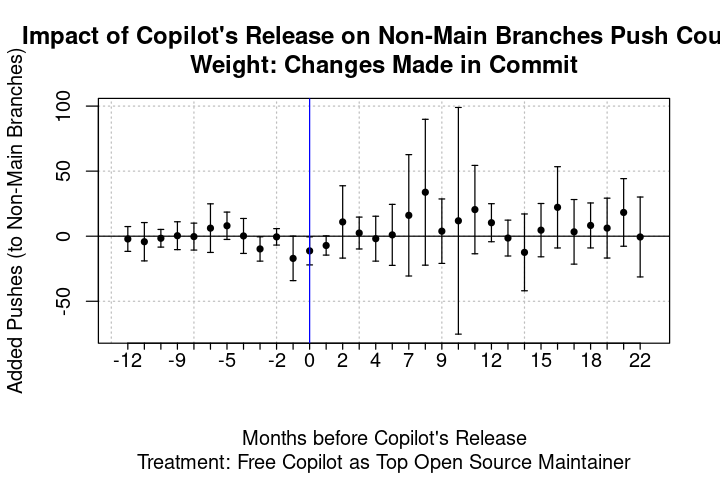 Impact of Copilot's Release on Non-Main Branches Push Cou
Weight: Changes Made in Commit
Added Pushes (to Non-Main Branches)
100
50
0
-50
-12 -9 -5 -2 0 2 4 7 9 12 15 18 22
Months before Copilot's Release
Treatment: Free Copilot as Top Open Source Maintainer